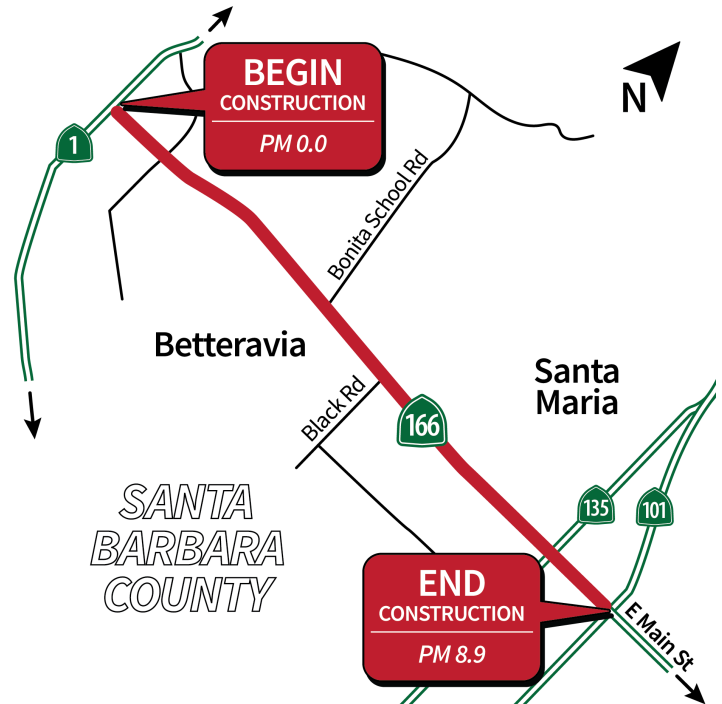 BEGIN
CONSTRUCTION
PM 0.0
N
1
Bonita School Rd
Betteravia
Santa
Maria
Black Rd
166
SANTA
BARBARA
COUNTY
135
101
END
CONSTRUCTION
PM 8.9
E Main St